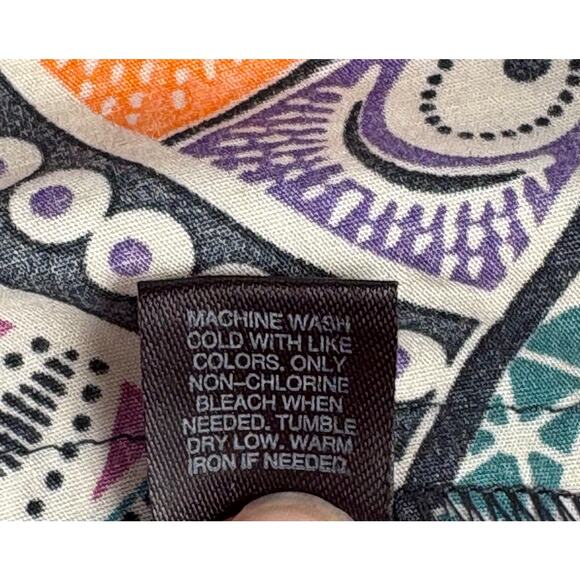 MACHINE WASH
COLD WITH LIKE
COLORS. ONLY
NON-CHLORINE
BLEACH WHEN
NEEDED. TUMBLE
DRY LOW. WARM
IRON IF NEEDED.